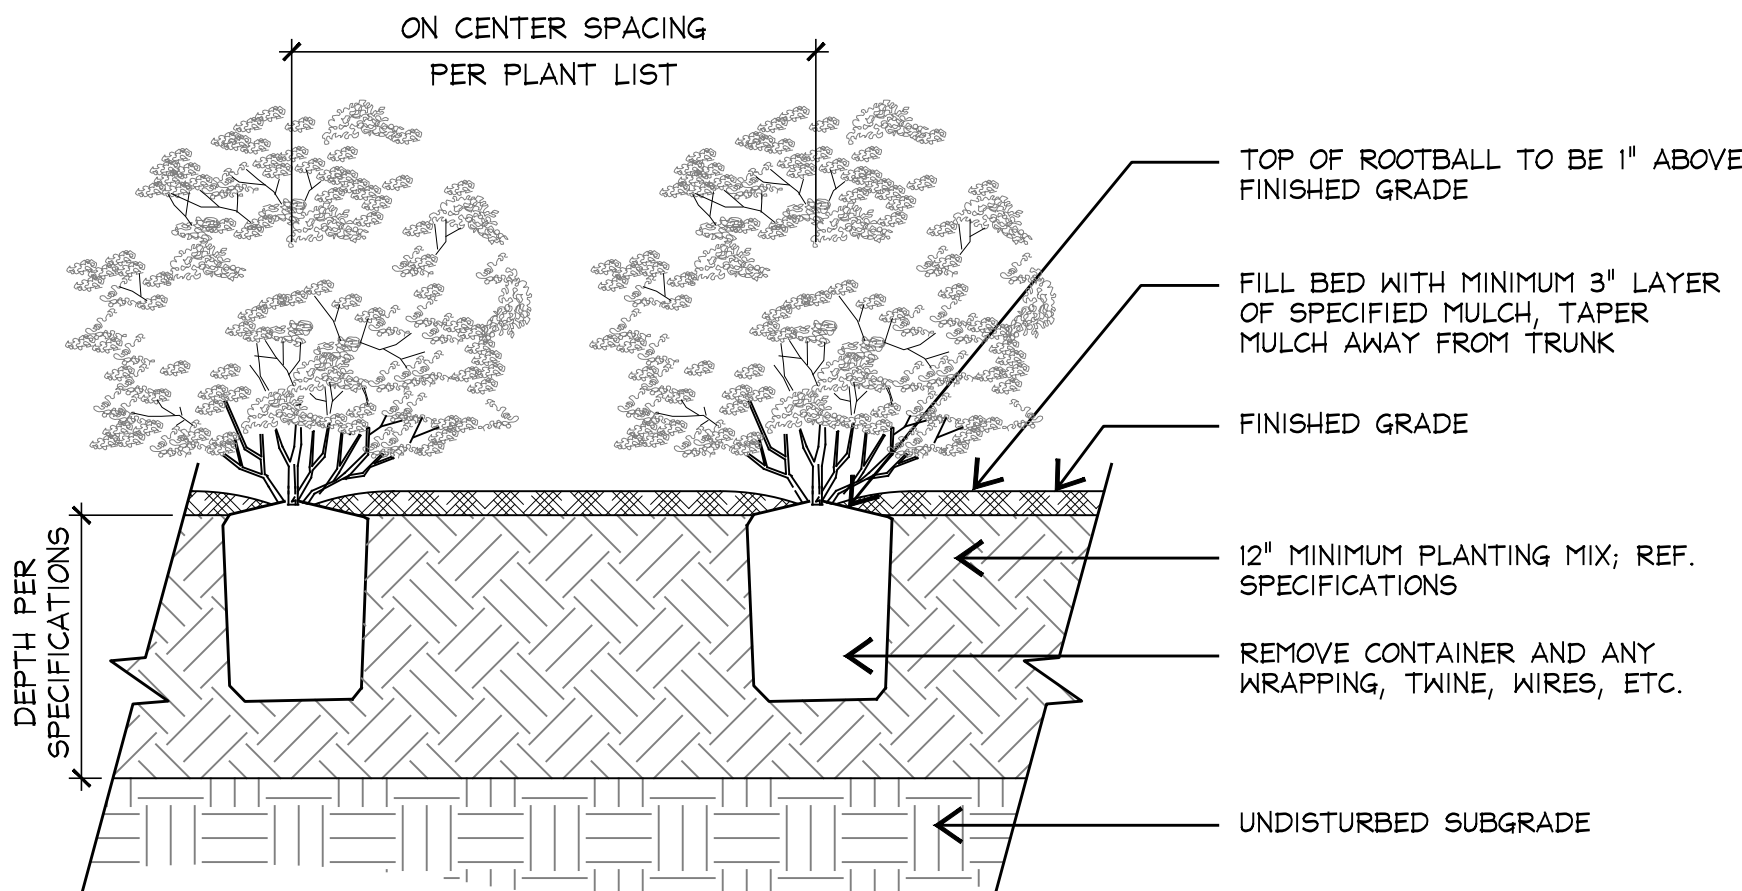 ON CENTER SPACING
PER PLANT LIST
TOP OF ROOTBALL TO BE 1" ABOVE
FINISHED GRADE
FILL BED WITH MINIMUM 3" LAYER
OF SPECIFIED MULCH, TAPER
MULCH AWAY FROM TRUNK
FINISHED GRADE
12" MINIMUM PLANTING MIX; REF.
SPECIFICATIONS
REMOVE CONTAINER AND ANY
WRAPPING, TWINE, WIRES, ETC.
UNDISTURBED SUBGRADE
DEPTH PER
SPECIFICATIONS